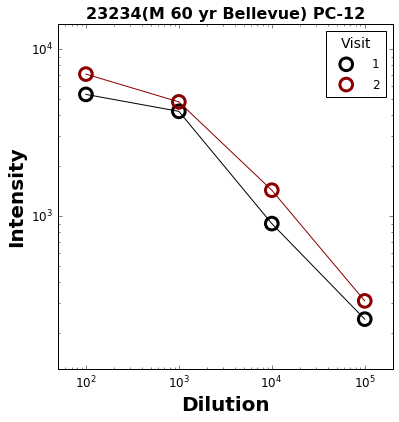 23234(M 60 yr Bellevue) PC-12
Visit
1
2
10⁴
10³
Intensity
10² 10³ 10⁴ 10⁵
Dilution